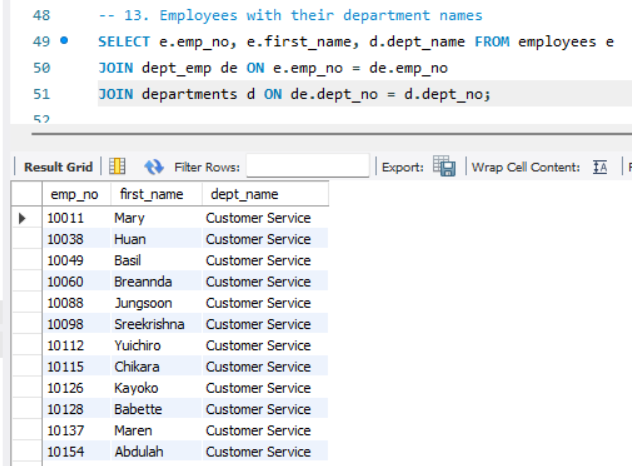 48 -- 13. Employees with their department names
49 SELECT e.emp_no, e.first_name, d.dept_name FROM employees e
50 JOIN dept_emp de ON e.emp_no = de.emp_no
51 JOIN departments d ON de.dept_no = d.dept_no;
52
Result Grid Filter Rows: Export: Wrap Cell Content: IA
emp_no first_name dept_name
10011 Mary Customer Service
10038 Huan Customer Service
10049 Basil Customer Service
10060 Breannda Customer Service
10088 Jungsoon Customer Service
10098 Sreekrishna Customer Service
10112 Yuichiro Customer Service
10115 Chikara Customer Service
10126 Kayoko Customer Service
10128 Babette Customer Service
10137 Maren Customer Service
10154 Abdulah Customer Service